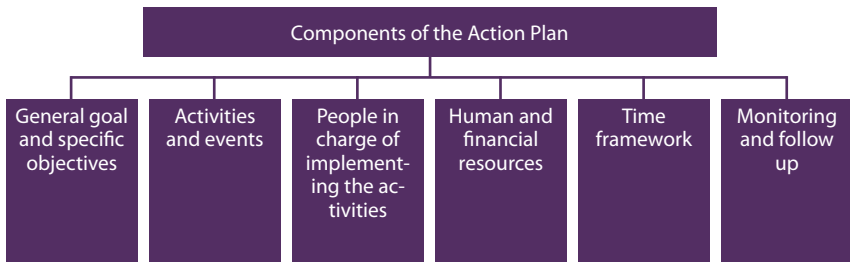 Components of the Action Plan
General goal
and specific
objectives
Activities
and events
People in
charge of
implement-
ing the ac-
tivities
Human and
financial
resources
Time
framework
Monitoring
and follow
up